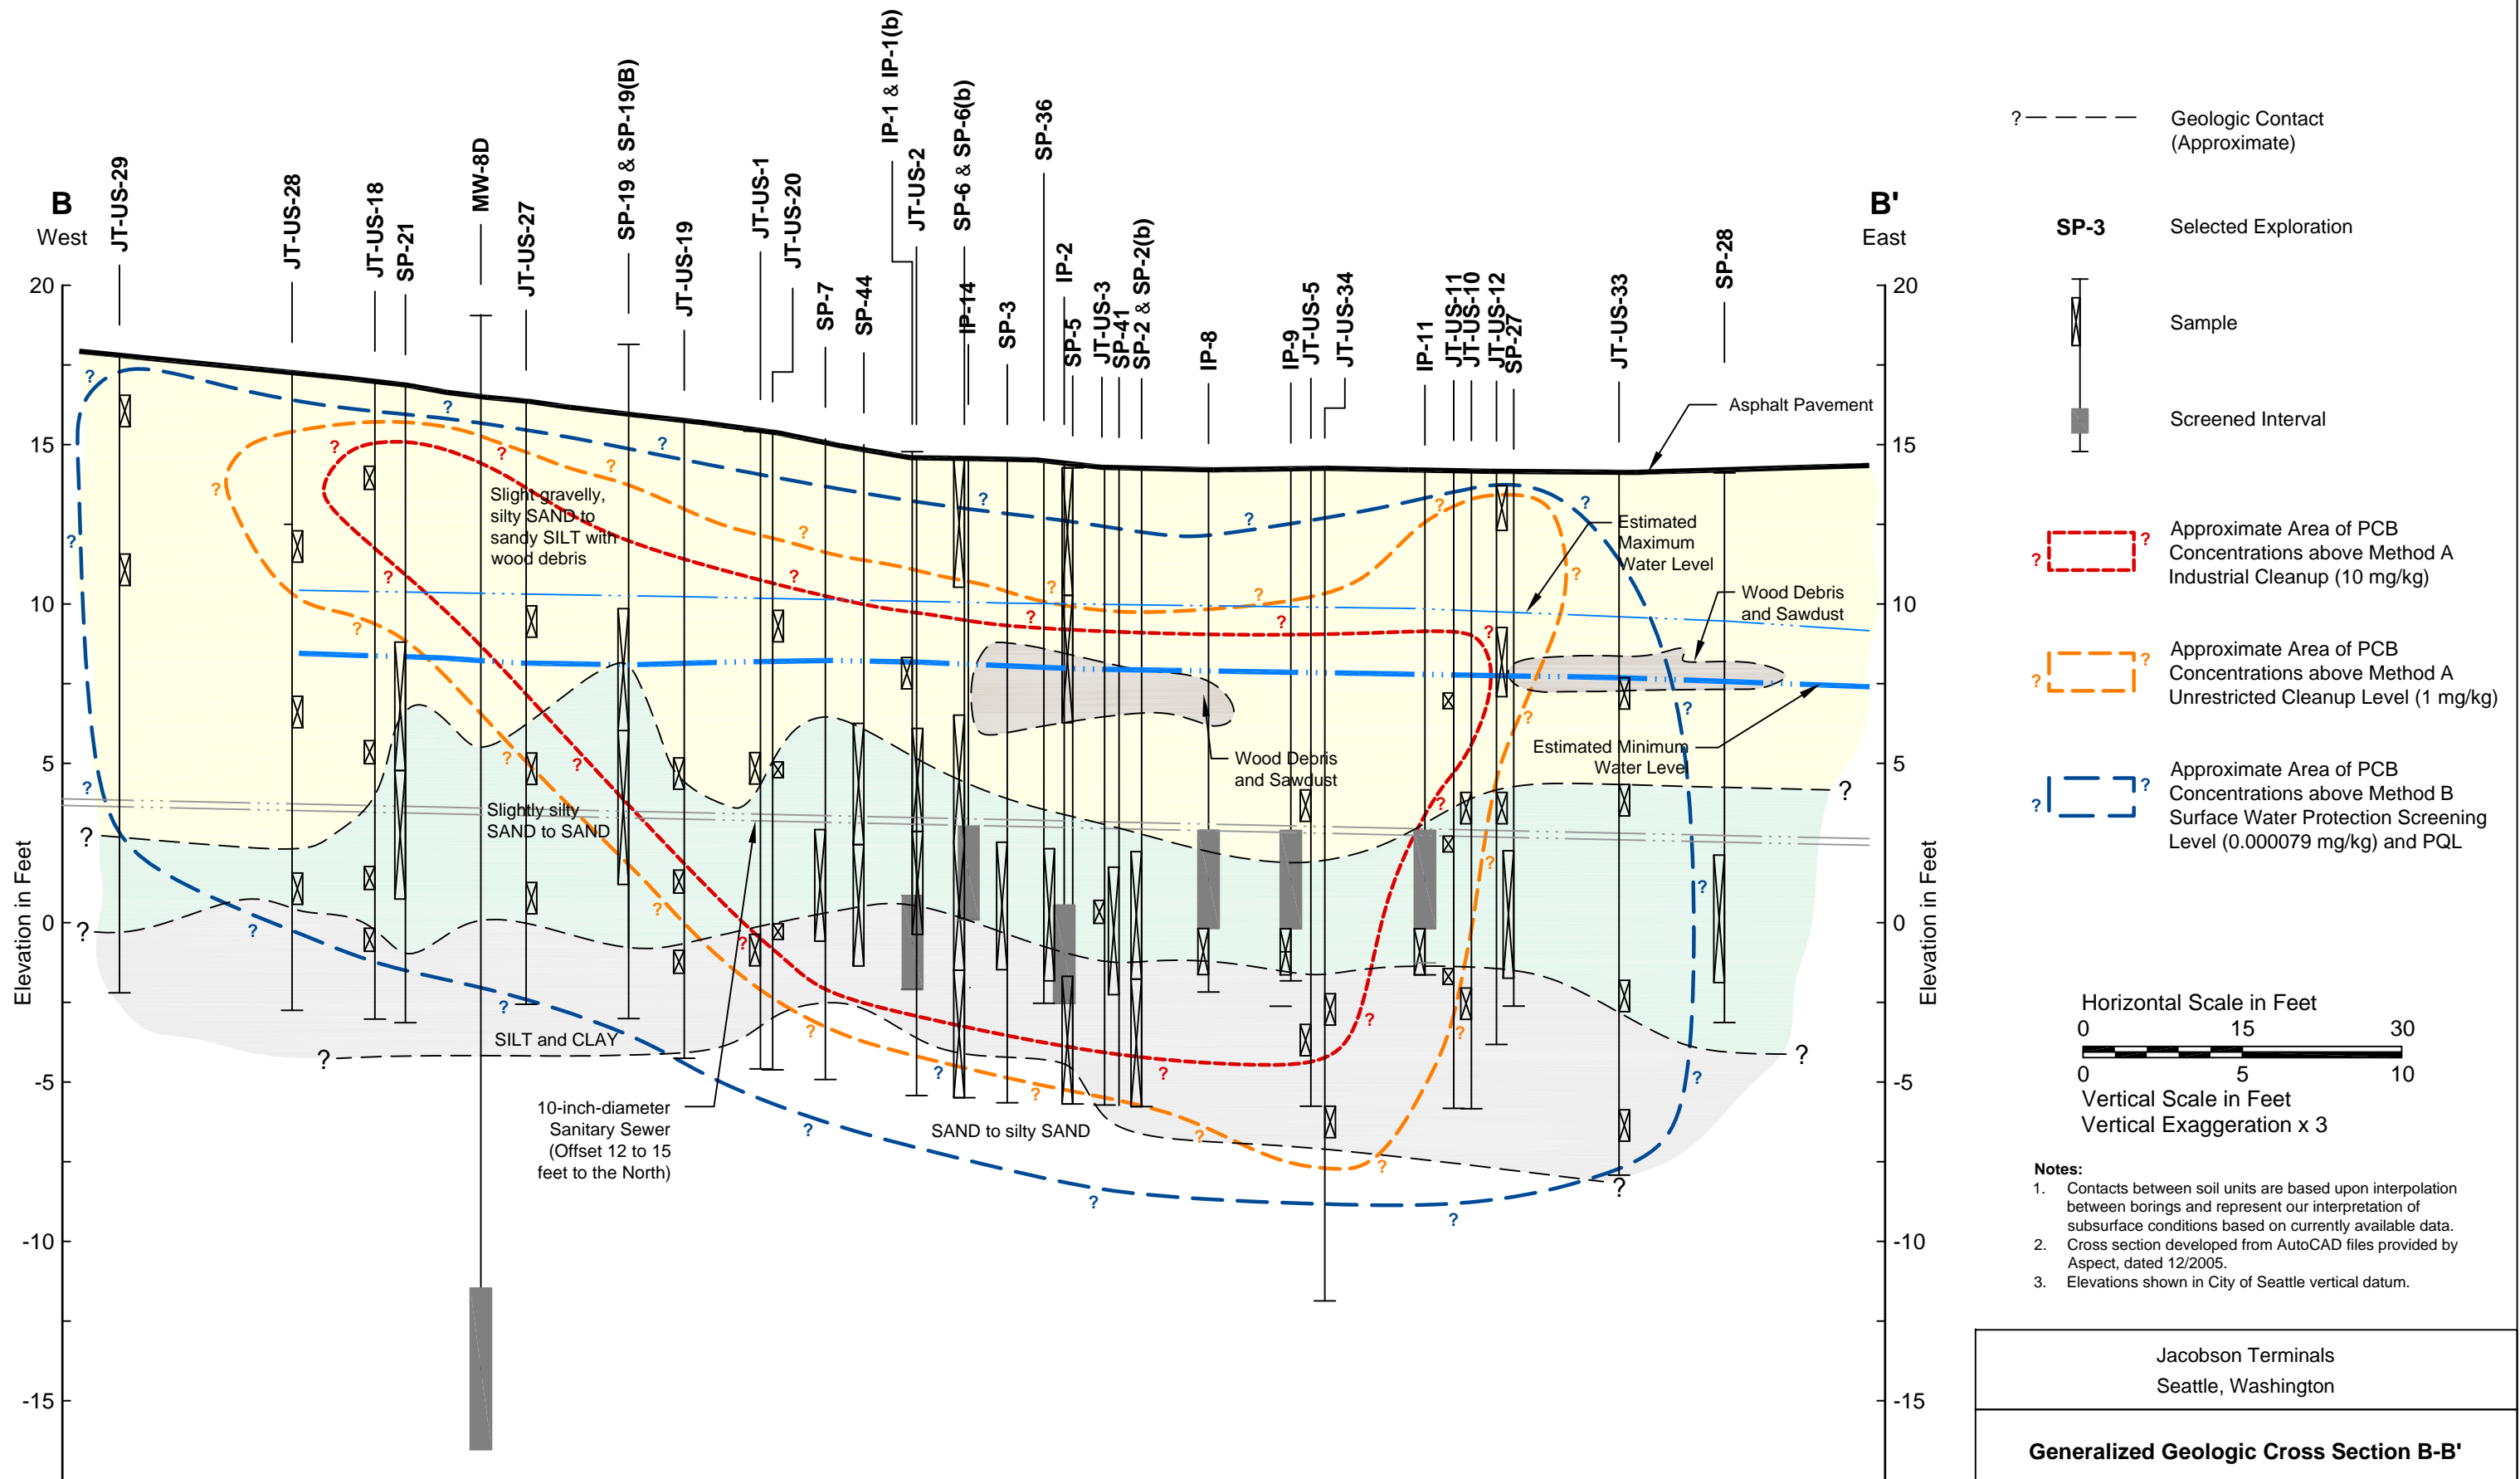 B
West
JT-US-29
JT-US-28
JT-US-18
SP-21
MW-8D
JT-US-27
SP-19 & SP-19(B)
JT-US-19
JT-US-1
JT-US-20
SP-7
SP-44
IP-1 & IP-1(b)
JT-US-2
SP-6 & SP-6(b)
IP-14
SP-3
SP-36
IP-2
SP-5
JT-US-3
SP-41
SP-2 & SP-2(b)
IP-8
IP-9
JT-US-5
JT-US-34
IP-11
JT-US-11
JT-US-10
JT-US-12
SP-27
JT-US-33
SP-28
B'
East
20
15
10
5
0
-5
-10
-15
Elevation in Feet
20
15
10
5
0
-5
-10
-15
Elevation in Feet
Asphalt Pavement
Slight gravelly,
silty SAND to
sandy SILT with
wood debris
Estimated
Maximum
Water Level
Wood Debris
and Sawdust
Wood Debris
and Sawdust
Estimated Minimum
Water Level
Slightly silty
SAND to SAND
SILT and CLAY
10-inch-diameter
Sanitary Sewer
(Offset 12 to 15
feet to the North)
SAND to silty SAND
? Geologic Contact
(Approximate)
SP-3 Selected Exploration
Sample
Screened Interval
? ? Approximate Area of PCB
Concentrations above Method A
Industrial Cleanup (10 mg/kg)
? ? Approximate Area of PCB
Concentrations above Method A
Unrestricted Cleanup Level (1 mg/kg)
? ? Approximate Area of PCB
Concentrations above Method B
Surface Water Protection Screening
Level (0.000079 mg/kg) and PQL
Horizontal Scale in Feet
0 15 30
0 5 10
Vertical Scale in Feet
Vertical Exaggeration x 3
Notes:
1. Contacts between soil units are based upon interpolation
between borings and represent our interpretation of
subsurface conditions based on currently available data.
2. Cross section developed from AutoCAD files provided by
Aspect, dated 12/2005.
3. Elevations shown in City of Seattle vertical datum.
Jacobson Terminals
Seattle, Washington
Generalized Geologic Cross Section B-B'